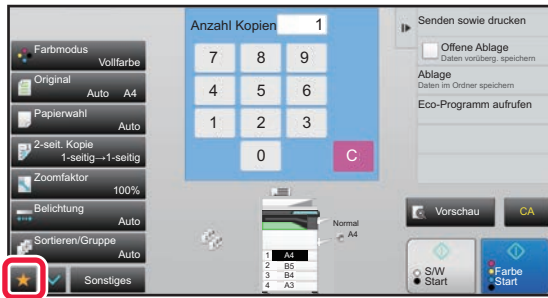 Farbmodus
Vollfarbe
Original
Auto A4
Papierwahl
Auto
2-seit. Kopie
1-seitig→1-seitig
Zoomfaktor
100%
Belichtung
Auto
Sortieren/Gruppe
Auto
Sonstiges
Anzahl Kopien 1
7 8 9
4 5 6
1 2 3
0 C
Normal
A4
1 A4
2 B5
3 B4
4 A3
Senden sowie drucken
Offene Ablage
Daten vorüberg. speichern
Ablage
Daten im Ordner speichern
Eco-Programm aufrufen
Vorschau CA
S/W
Start
Farbe
Start